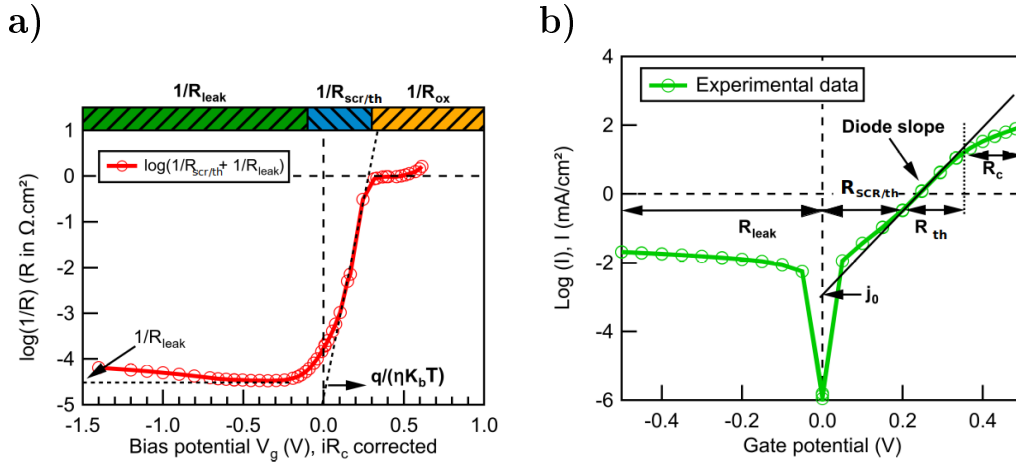 a)
1/R_leak 1/R_scr/th 1/R_ox
1
0
-1
-2
-3
-4
-5
log(1/R) (R in Ω.cm²)
log(1/R_scr/th + 1/R_leak)
1/R_leak
q/(ηK_bT)
-1.5 -1.0 -0.5 0.0 0.5 1.0
Bias potential V_g (V), iR_c corrected
b)
4
2
0
-2
-4
-6
Log (I), I (mA/cm²)
Experimental data
Diode slope
R_c
R_SCR/th
R_leak
R_th
j_0
-0.4 -0.2 0.0 0.2 0.4
Gate potential (V)